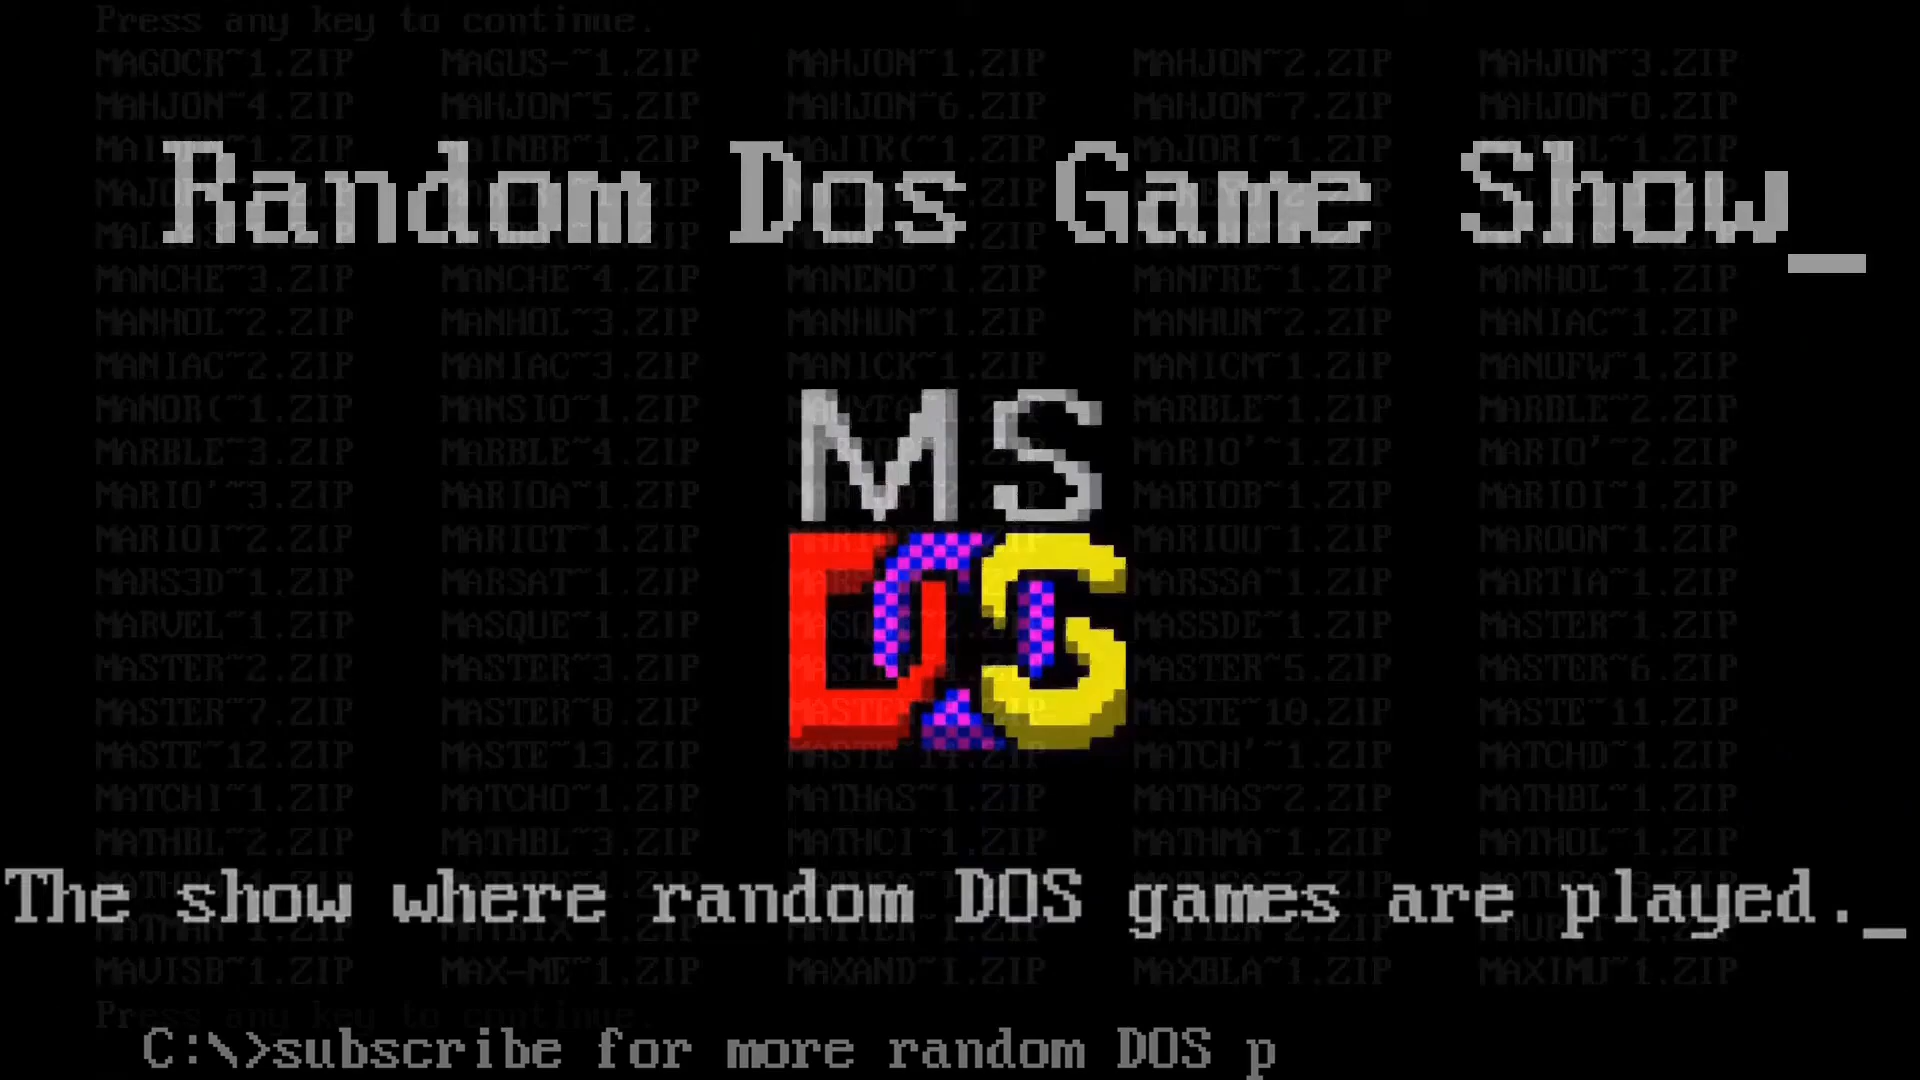 Press any key to continue.
MAGOCR~1.ZIP MAGUS-~1.ZIP MAHJON~1.ZIP MAHJON~2.ZIP MAHJON~3.ZIP
MAHJON~4.ZIP MAHJON~5.ZIP MAHJON~6.ZIP MAHJON~7.ZIP MAHJON~8.ZIP
Random Dos Game Show_
MANCHE~3.ZIP MANCHE~4.ZIP MANENO~1.ZIP MANFRE~1.ZIP MANHOL~1.ZIP
MANHOL~2.ZIP MANHOL~3.ZIP MANHUN~1.ZIP MANHUN~2.ZIP MANIAC~1.ZIP
MANIAC~2.ZIP MANIAC~3.ZIP MANICK~1.ZIP MANICM~1.ZIP MANOFW~1.ZIP
MANOR(~1.ZIP MANSIO~1.ZIP MARBLE~1.ZIP MARBLE~2.ZIP
MARBLE~3.ZIP MARBLE~4.ZIP MARIO'~1.ZIP MARIO'~2.ZIP
MS
MARIO'~3.ZIP MARIOA~1.ZIP MARIOB~1.ZIP MARIOI~1.ZIP
MARIOI~2.ZIP MARIOT~1.ZIP MARIOU~1.ZIP MAROON~1.ZIP
MARS3D~1.ZIP MARSAT~1.ZIP MARSSA~1.ZIP MARTIA~1.ZIP
DOS
MARVEL~1.ZIP MASQUE~1.ZIP MASSDE~1.ZIP MASTER~1.ZIP
MASTER~2.ZIP MASTER~3.ZIP MASTER~5.ZIP MASTER~6.ZIP
MASTER~7.ZIP MASTER~8.ZIP MASTE~10.ZIP MASTE~11.ZIP
MASTE~12.ZIP MASTE~13.ZIP MASTE~14.ZIP MATCH'~1.ZIP MATCHD~1.ZIP
MATCHI~1.ZIP MATCHO~1.ZIP MATHAS~1.ZIP MATHAS~2.ZIP MATHBL~1.ZIP
MATHBL~2.ZIP MATHBL~3.ZIP MATHCI~1.ZIP MATHMA~1.ZIP MATHOL~1.ZIP
The show where random DOS games are played._
MAVISB~1.ZIP MAX-ME~1.ZIP MAXAND~1.ZIP MAXBLA~1.ZIP MAXIMU~1.ZIP
Press any key to continue.
C:\>subscribe for more random DOS p